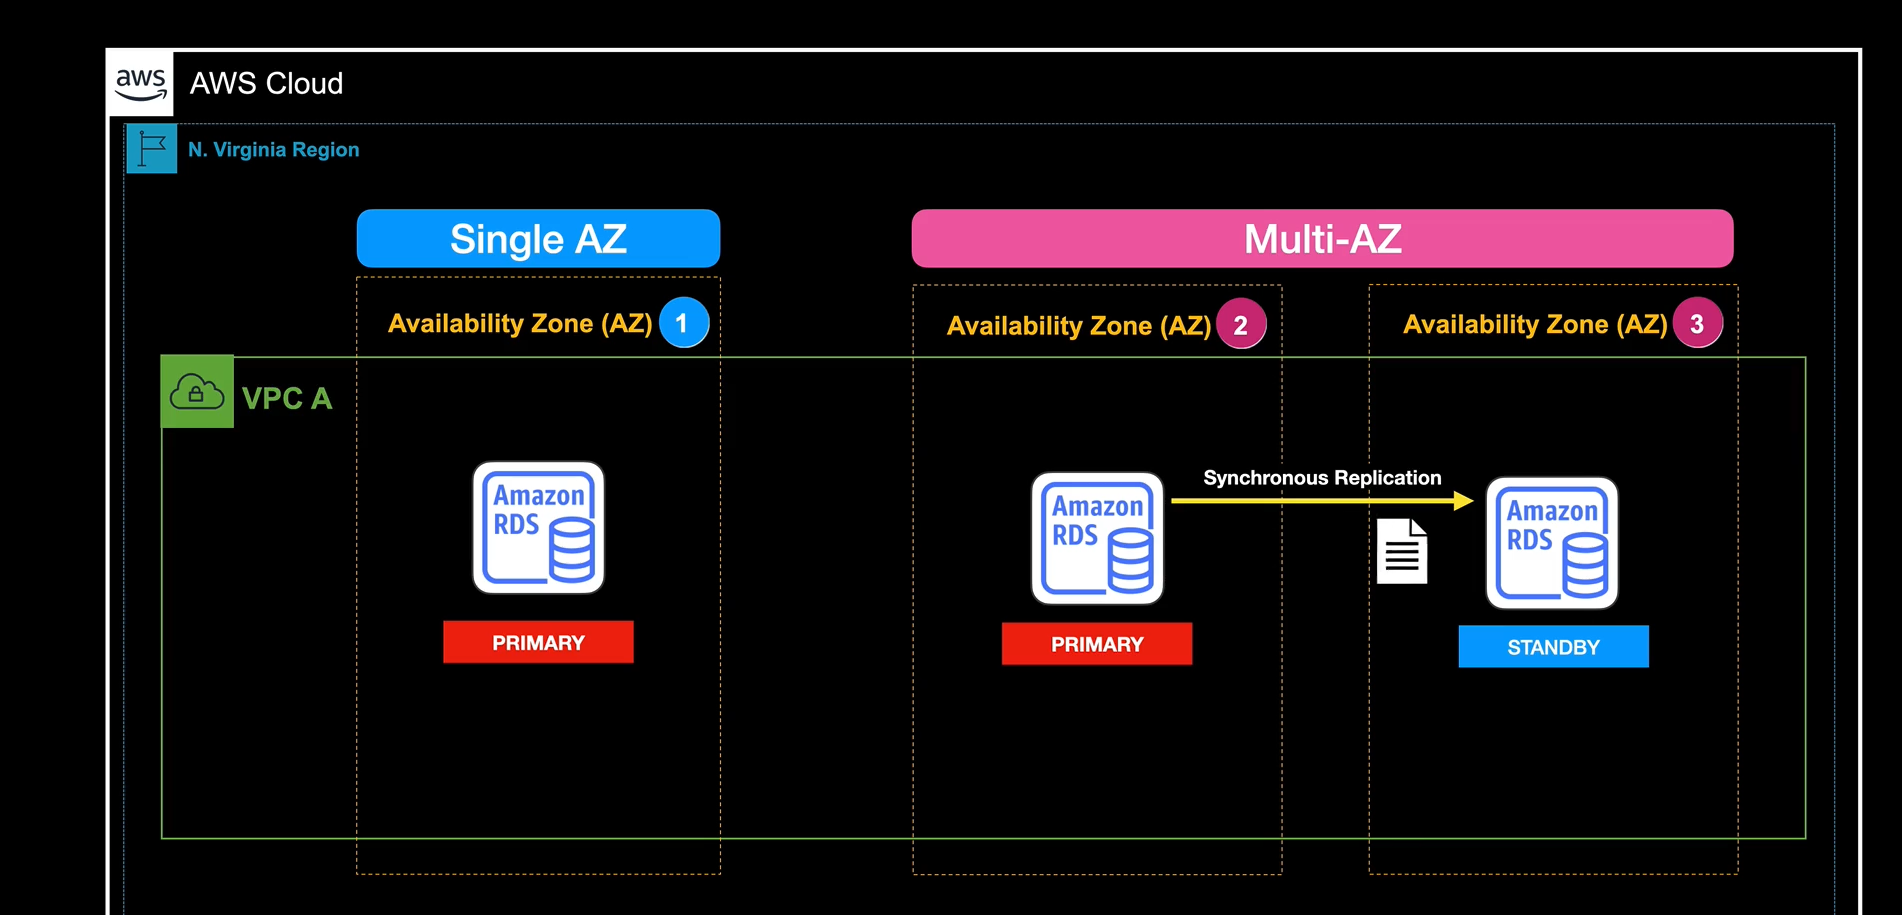 aws
AWS Cloud
N. Virginia Region
Single AZ
Multi-AZ
Availability Zone (AZ) 1
Availability Zone (AZ) 2
Availability Zone (AZ) 3
VPC A
Amazon
RDS
PRIMARY
Amazon
RDS
PRIMARY
Synchronous Replication
Amazon
RDS
STANDBY